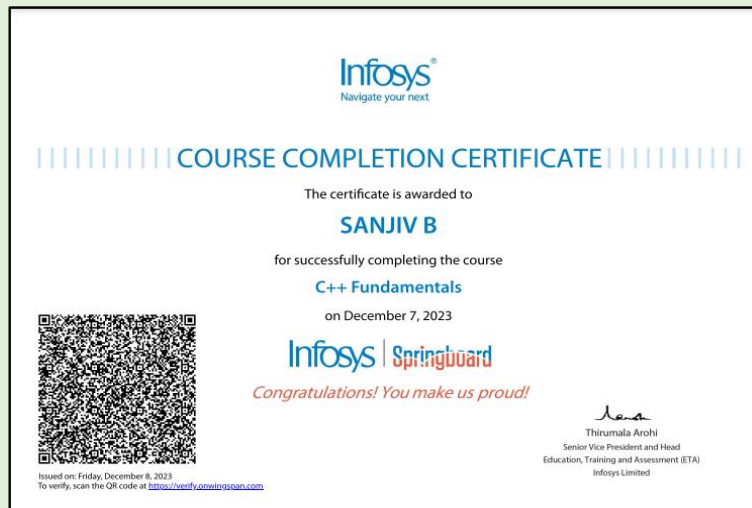 Infosys®
Navigate your next
COURSE COMPLETION CERTIFICATE
The certificate is awarded to
SANJIV B
for successfully completing the course
C++ Fundamentals
on December 7, 2023
Infosys | Springboard
Congratulations! You make us proud!
Thirumala Arohi
Senior Vice President and Head
Education, Training and Assessment (ETA)
Infosys Limited
Issued on: Friday, December 8, 2023
To verify, scan the QR code at https://verify.onwingspan.com